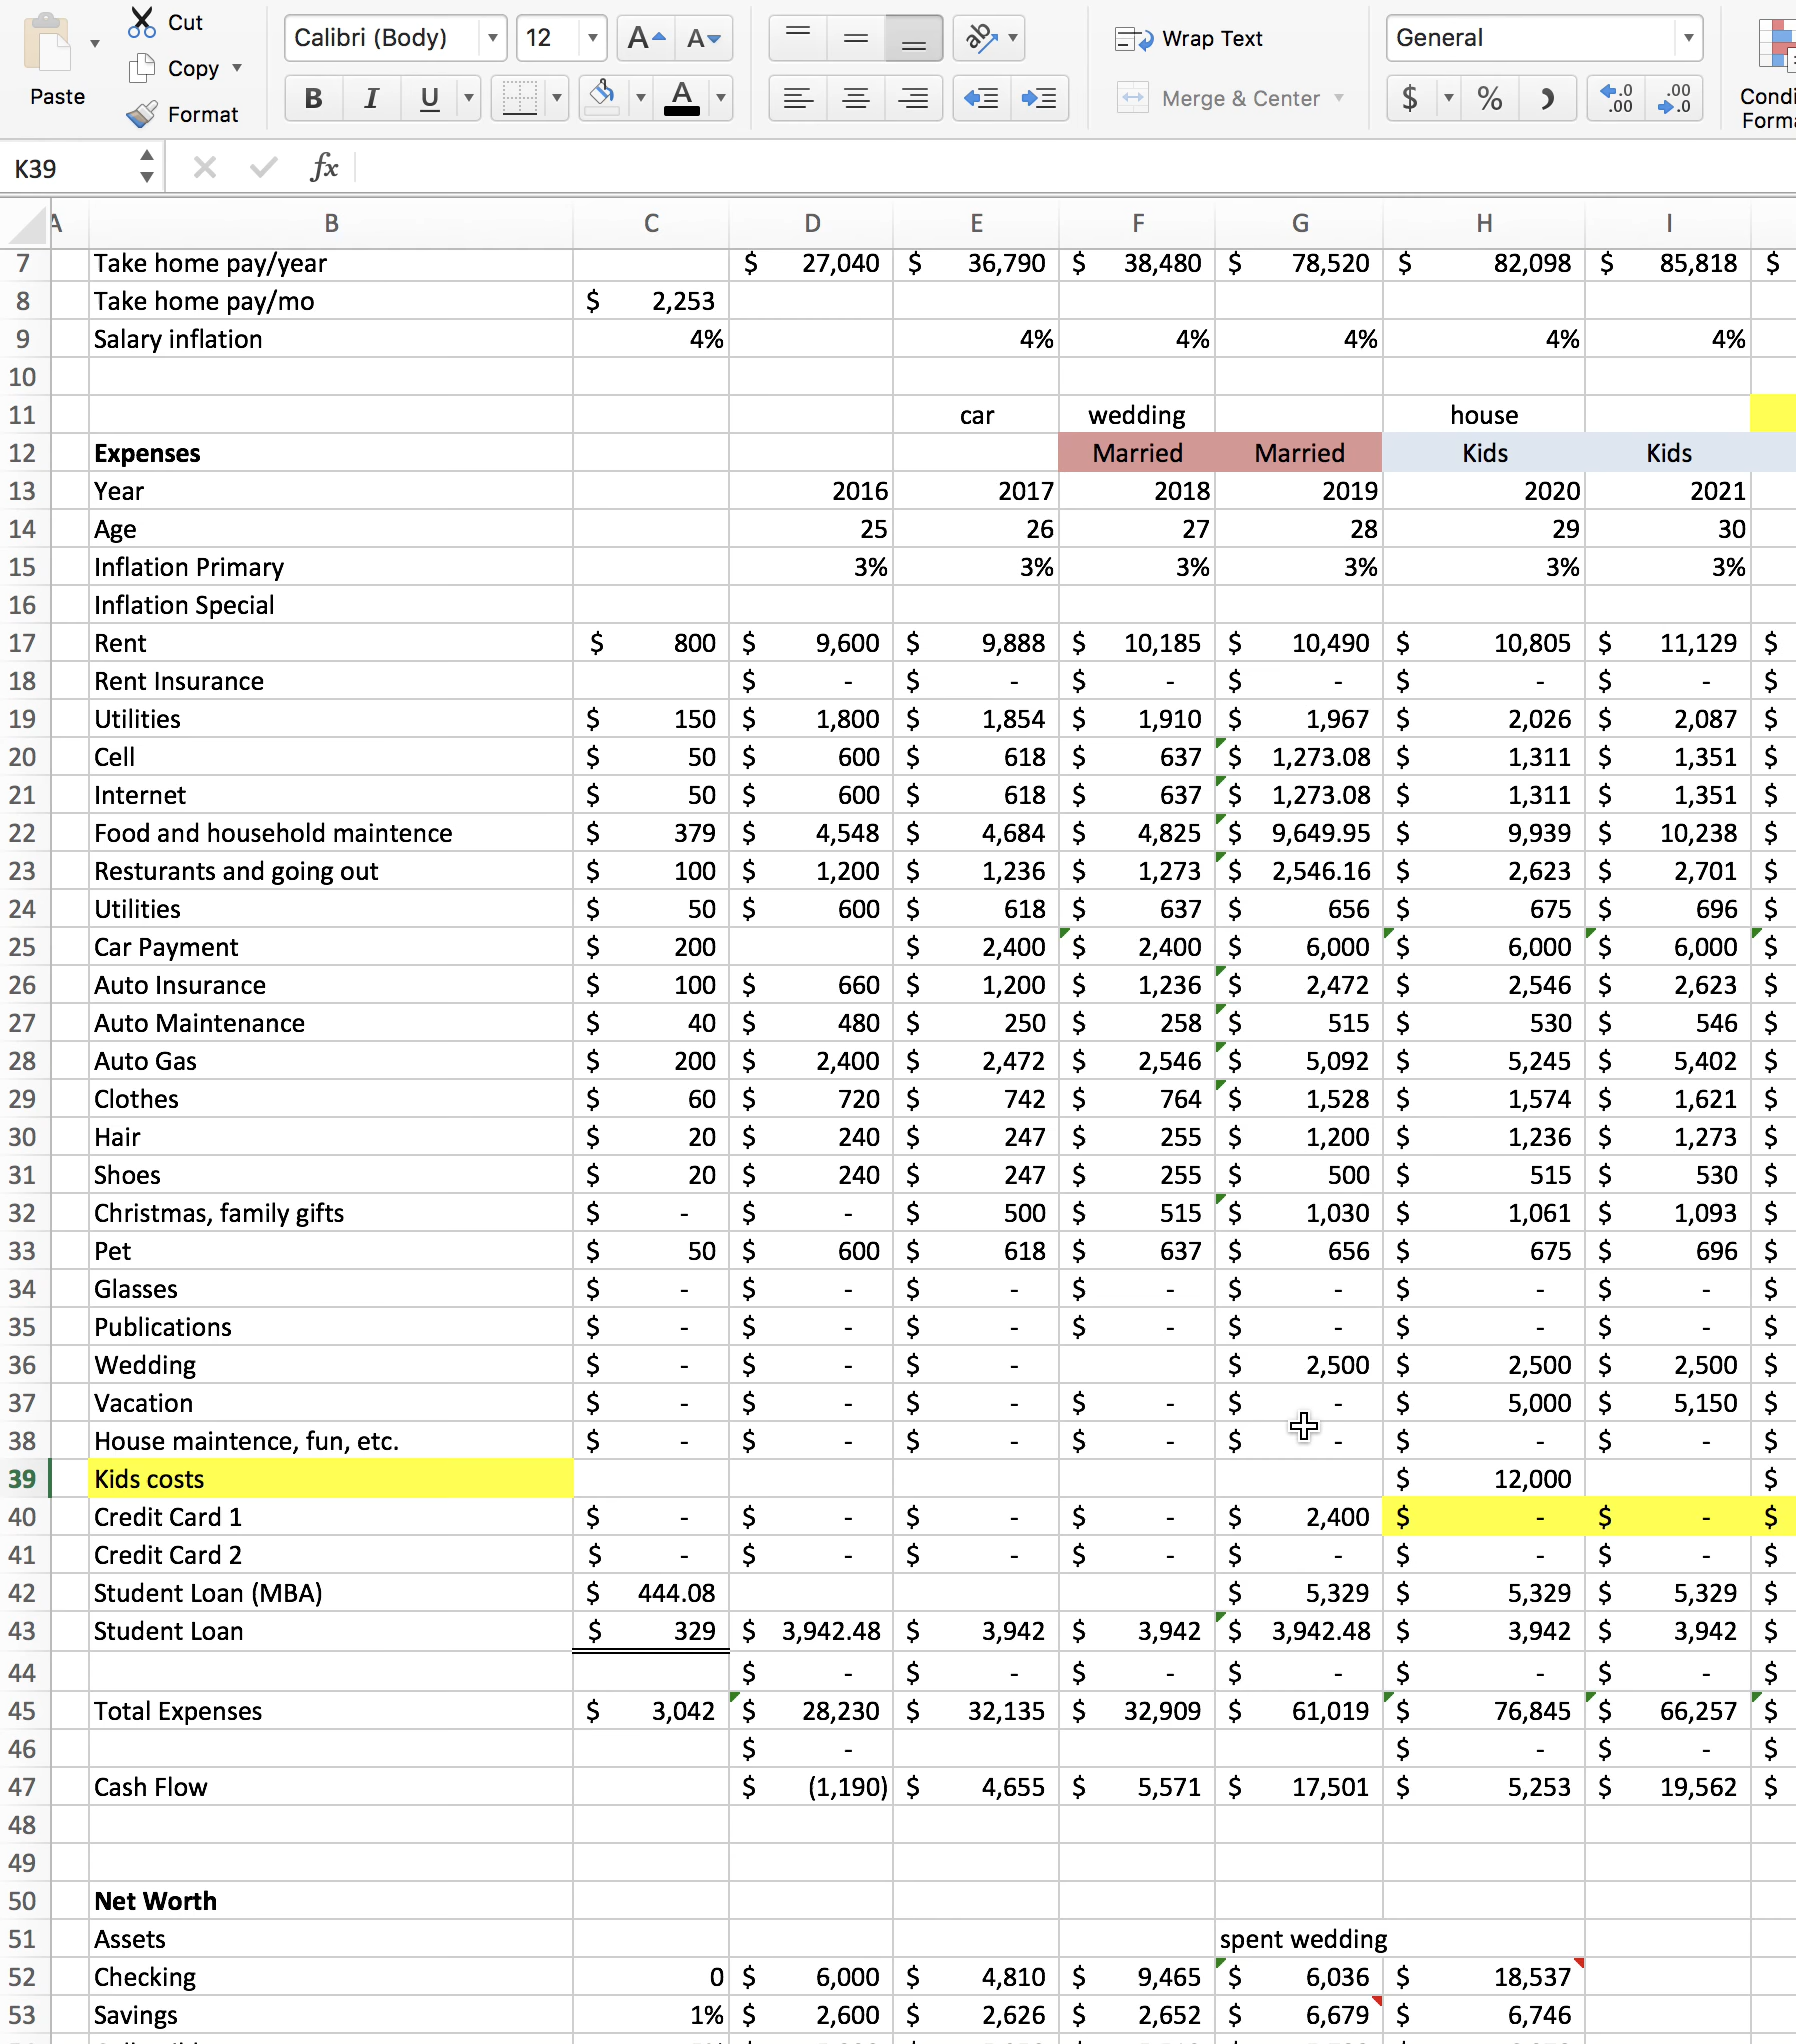 Cut
Calibri (Body) 12 A A ab Wrap Text General
Copy
Paste B I U A Merge & Center $ % .0 .00 .00 .0
Format Condi
Forma
K39 fx
A B C D E F G H I
7 Take home pay/year $ 27,040 $ 36,790 $ 38,480 $ 78,520 $ 82,098 $ 85,818 $
8 Take home pay/mo $ 2,253
9 Salary inflation 4% 4% 4% 4% 4% 4%
10
11 car wedding house
12 Expenses Married Married Kids Kids
13 Year 2016 2017 2018 2019 2020 2021
14 Age 25 26 27 28 29 30
15 Inflation Primary 3% 3% 3% 3% 3% 3%
16 Inflation Special
17 Rent $ 800 $ 9,600 $ 9,888 $ 10,185 $ 10,490 $ 10,805 $ 11,129 $
18 Rent Insurance $ - $ - $ - $ - $ - $ - $
19 Utilities $ 150 $ 1,800 $ 1,854 $ 1,910 $ 1,967 $ 2,026 $ 2,087 $
20 Cell $ 50 $ 600 $ 618 $ 637 $ 1,273.08 $ 1,311 $ 1,351 $
21 Internet $ 50 $ 600 $ 618 $ 637 $ 1,273.08 $ 1,311 $ 1,351 $
22 Food and household maintence $ 379 $ 4,548 $ 4,684 $ 4,825 $ 9,649.95 $ 9,939 $ 10,238 $
23 Resturants and going out $ 100 $ 1,200 $ 1,236 $ 1,273 $ 2,546.16 $ 2,623 $ 2,701 $
24 Utilities $ 50 $ 600 $ 618 $ 637 $ 656 $ 675 $ 696 $
25 Car Payment $ 200 $ 2,400 $ 2,400 $ 6,000 $ 6,000 $ 6,000 $
26 Auto Insurance $ 100 $ 660 $ 1,200 $ 1,236 $ 2,472 $ 2,546 $ 2,623 $
27 Auto Maintenance $ 40 $ 480 $ 250 $ 258 $ 515 $ 530 $ 546 $
28 Auto Gas $ 200 $ 2,400 $ 2,472 $ 2,546 $ 5,092 $ 5,245 $ 5,402 $
29 Clothes $ 60 $ 720 $ 742 $ 764 $ 1,528 $ 1,574 $ 1,621 $
30 Hair $ 20 $ 240 $ 247 $ 255 $ 1,200 $ 1,236 $ 1,273 $
31 Shoes $ 20 $ 240 $ 247 $ 255 $ 500 $ 515 $ 530 $
32 Christmas, family gifts $ - $ - $ 500 $ 515 $ 1,030 $ 1,061 $ 1,093 $
33 Pet $ 50 $ 600 $ 618 $ 637 $ 656 $ 675 $ 696 $
34 Glasses $ - $ - $ - $ - $ - $ - $ - $
35 Publications $ - $ - $ - $ - $ - $ - $ - $
36 Wedding $ - $ - $ - $ 2,500 $ 2,500 $ 2,500 $
37 Vacation $ - $ - $ - $ - $ - $ 5,000 $ 5,150 $
38 House maintence, fun, etc. $ - $ - $ - $ - $ - $ - $ - $
39 Kids costs $ 12,000 $
40 Credit Card 1 $ - $ - $ - $ - $ 2,400 $ - $ - $
41 Credit Card 2 $ - $ - $ - $ - $ - $ - $ - $
42 Student Loan (MBA) $ 444.08 $ 5,329 $ 5,329 $ 5,329 $
43 Student Loan $ 329 $ 3,942.48 $ 3,942 $ 3,942 $ 3,942.48 $ 3,942 $ 3,942 $
44 $ - $ - $ - $ - $ - $ - $
45 Total Expenses $ 3,042 $ 28,230 $ 32,135 $ 32,909 $ 61,019 $ 76,845 $ 66,257 $
46 $ - $ - $ - $
47 Cash Flow $ (1,190) $ 4,655 $ 5,571 $ 17,501 $ 5,253 $ 19,562 $
48
49
50 Net Worth
51 Assets spent wedding
52 Checking 0 $ 6,000 $ 4,810 $ 9,465 $ 6,036 $ 18,537
53 Savings 1% $ 2,600 $ 2,626 $ 2,652 $ 6,679 $ 6,746